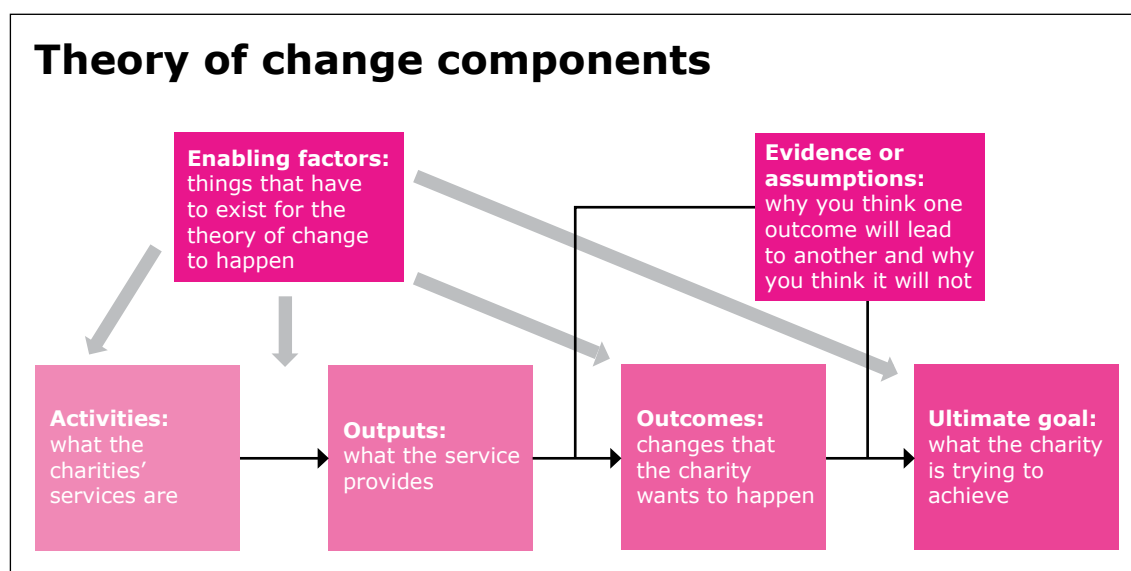 Theory of change components
Enabling factors:
things that have
to exist for the
theory of change
to happen
Evidence or
assumptions:
why you think one
outcome will lead
to another and why
you think it will not
Activities:
what the
charities’
services are
Outputs:
what the service
provides
Outcomes:
changes that
the charity
wants to happen
Ultimate goal:
what the charity
is trying to
achieve